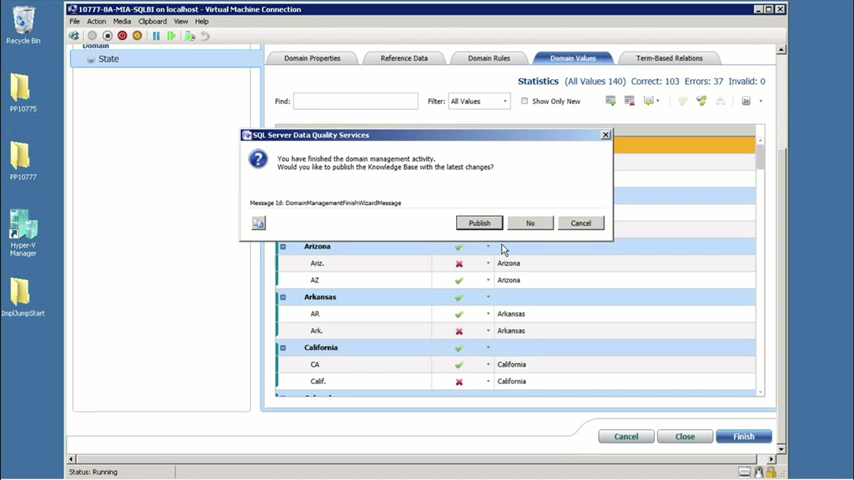 10777-8A-MIA-SQLBI on localhost - Virtual Machine Connection
File Action Media Clipboard View Help
Recycle Bin
PP10775
PP10777
Hyper-V
Manager
ImplJumpStart
Domain
State
Domain Properties
Reference Data
Domain Rules
Domain Values
Term-Based Relations
Statistics (All Values 140) Correct: 103 Errors: 37 Invalid: 0
Find:
Filter: All Values
Show Only New
SQL Server Data Quality Services
You have finished the domain management activity.
Would you like to publish the Knowledge Base with the latest changes?
Message Id: DomainManagementFinishWizardMessage
Publish
No
Cancel
Arizona
Ariz. Arizona
AZ Arizona
Arkansas
AR Arkansas
Ark. Arkansas
California
CA California
Calif. California
Cancel
Close
Finish
Status: Running